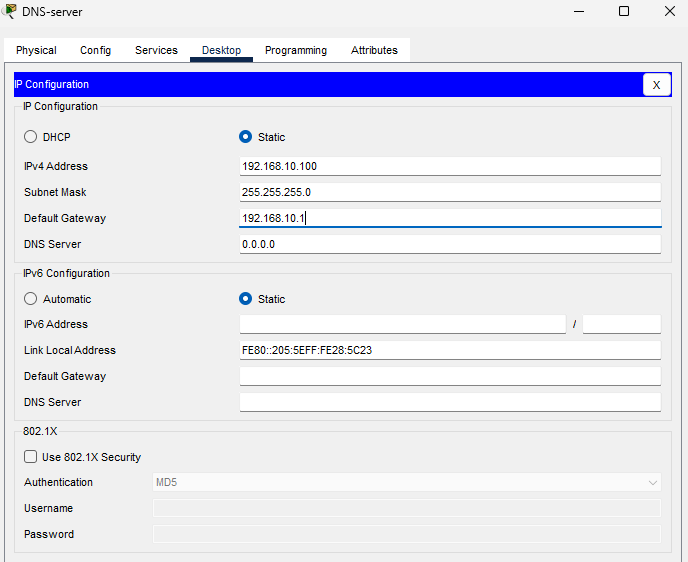 DNS-server
Physical Config Services Desktop Programming Attributes
IP Configuration X
IP Configuration
DHCP Static
IPv4 Address 192.168.10.100
Subnet Mask 255.255.255.0
Default Gateway 192.168.10.1
DNS Server 0.0.0.0
IPv6 Configuration
Automatic Static
IPv6 Address /
Link Local Address FE80::205:5EFF:FE28:5C23
Default Gateway
DNS Server
802.1X
Use 802.1X Security
Authentication MD5
Username
Password